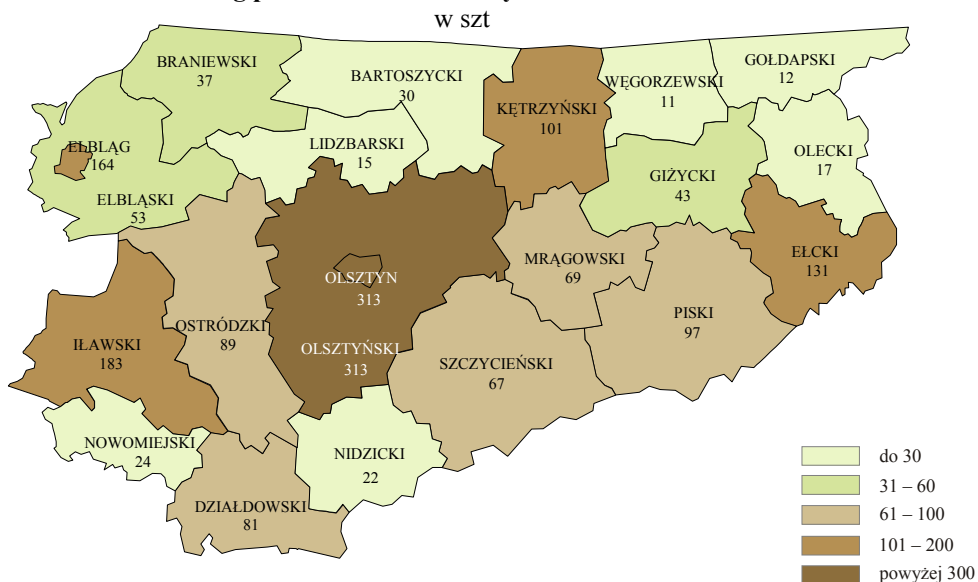 w szt
BRANIEWSKI
37
BARTOSZYCKI
30
KĘTRZYŃSKI
101
WĘGORZEWSKI
11
GOŁDAPSKI
12
ELBLĄG
164
LIDZBARSKI
15
OLECKI
17
GIŻYCKI
43
ELBLĄSKI
53
EŁCKI
131
MRĄGOWSKI
69
OLSZTYN
313
PISKI
97
OSTRÓDZKI
89
IŁAWSKI
183
OLSZTYŃSKI
313
SZCZYCIEŃSKI
67
NOWOMIEJSKI
24
NIDZICKI
22
DZIAŁDOWSKI
81
do 30
31 – 60
61 – 100
101 – 200
powyżej 300